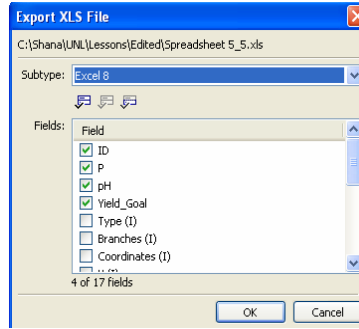 Export XLS File
C:\Shana\UNL\Lessons\Edited\Spreadsheet 5_5.xls
Subtype: Excel 8
Fields: Field
ID
P
pH
Yield_Goal
Type (I)
Branches (I)
Coordinates (I)
4 of 17 fields
OK Cancel